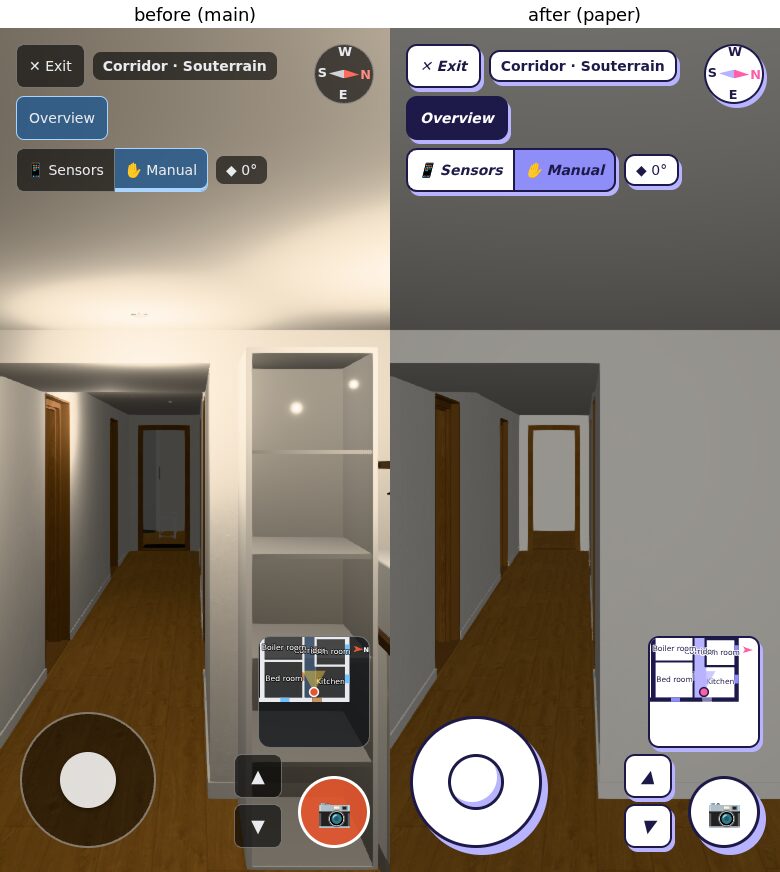 before (main)
✕ Exit
Corridor · Souterrain
W
S
N
E
Overview
Sensors
Manual
◆ 0°
Boiler room
Bed room
Kitchen
N
▲
▼
after (paper)
✕ Exit
Corridor · Souterrain
W
S
N
E
Overview
Sensors
Manual
◆ 0°
Boiler room
Bed room
Kitchen
▲
▼